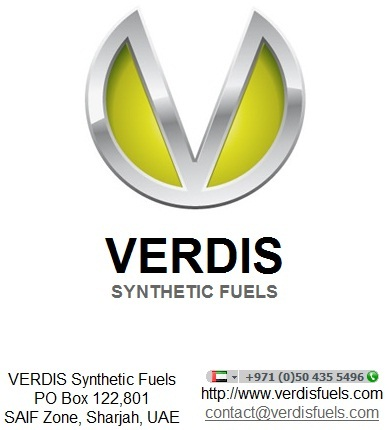 VERDIS
SYNTHETIC FUELS
VERDIS Synthetic Fuels
PO Box 122,801
SAIF Zone, Sharjah, UAE
+971 (0)50 435 5496
http://www.verdisfuels.com
contact@verdisfuels.com